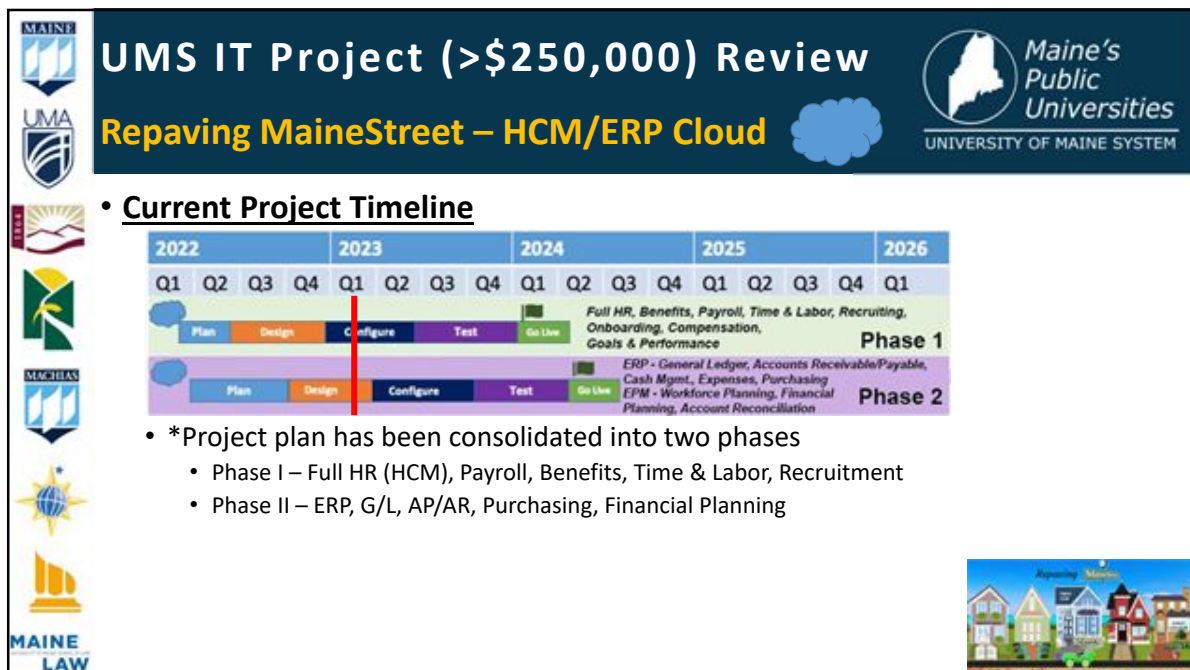 MAINE
UMS IT Project (>$250,000) Review
Maine's
Public
Universities
UNIVERSITY OF MAINE SYSTEM
UMA
Repaving MaineStreet – HCM/ERP Cloud
1864
• Current Project Timeline
2022 2023 2024 2025 2026
Q1 Q2 Q3 Q4 Q1 Q2 Q3 Q4 Q1 Q2 Q3 Q4 Q1 Q2 Q3 Q4 Q1
Plan Design Configure Test Go Live
Full HR, Benefits, Payroll, Time & Labor, Recruiting,
Onboarding, Compensation,
Goals & Performance
Phase 1
Plan Design Configure Test Go Live
ERP - General Ledger, Accounts Receivable/Payable,
Cash Mgmt., Expenses, Purchasing
EPM - Workforce Planning, Financial
Planning, Account Reconciliation
Phase 2
MACHIAS
• *Project plan has been consolidated into two phases
• Phase I – Full HR (HCM), Payroll, Benefits, Time & Labor, Recruitment
• Phase II – ERP, G/L, AP/AR, Purchasing, Financial Planning
Repaving
MAINE
LAW